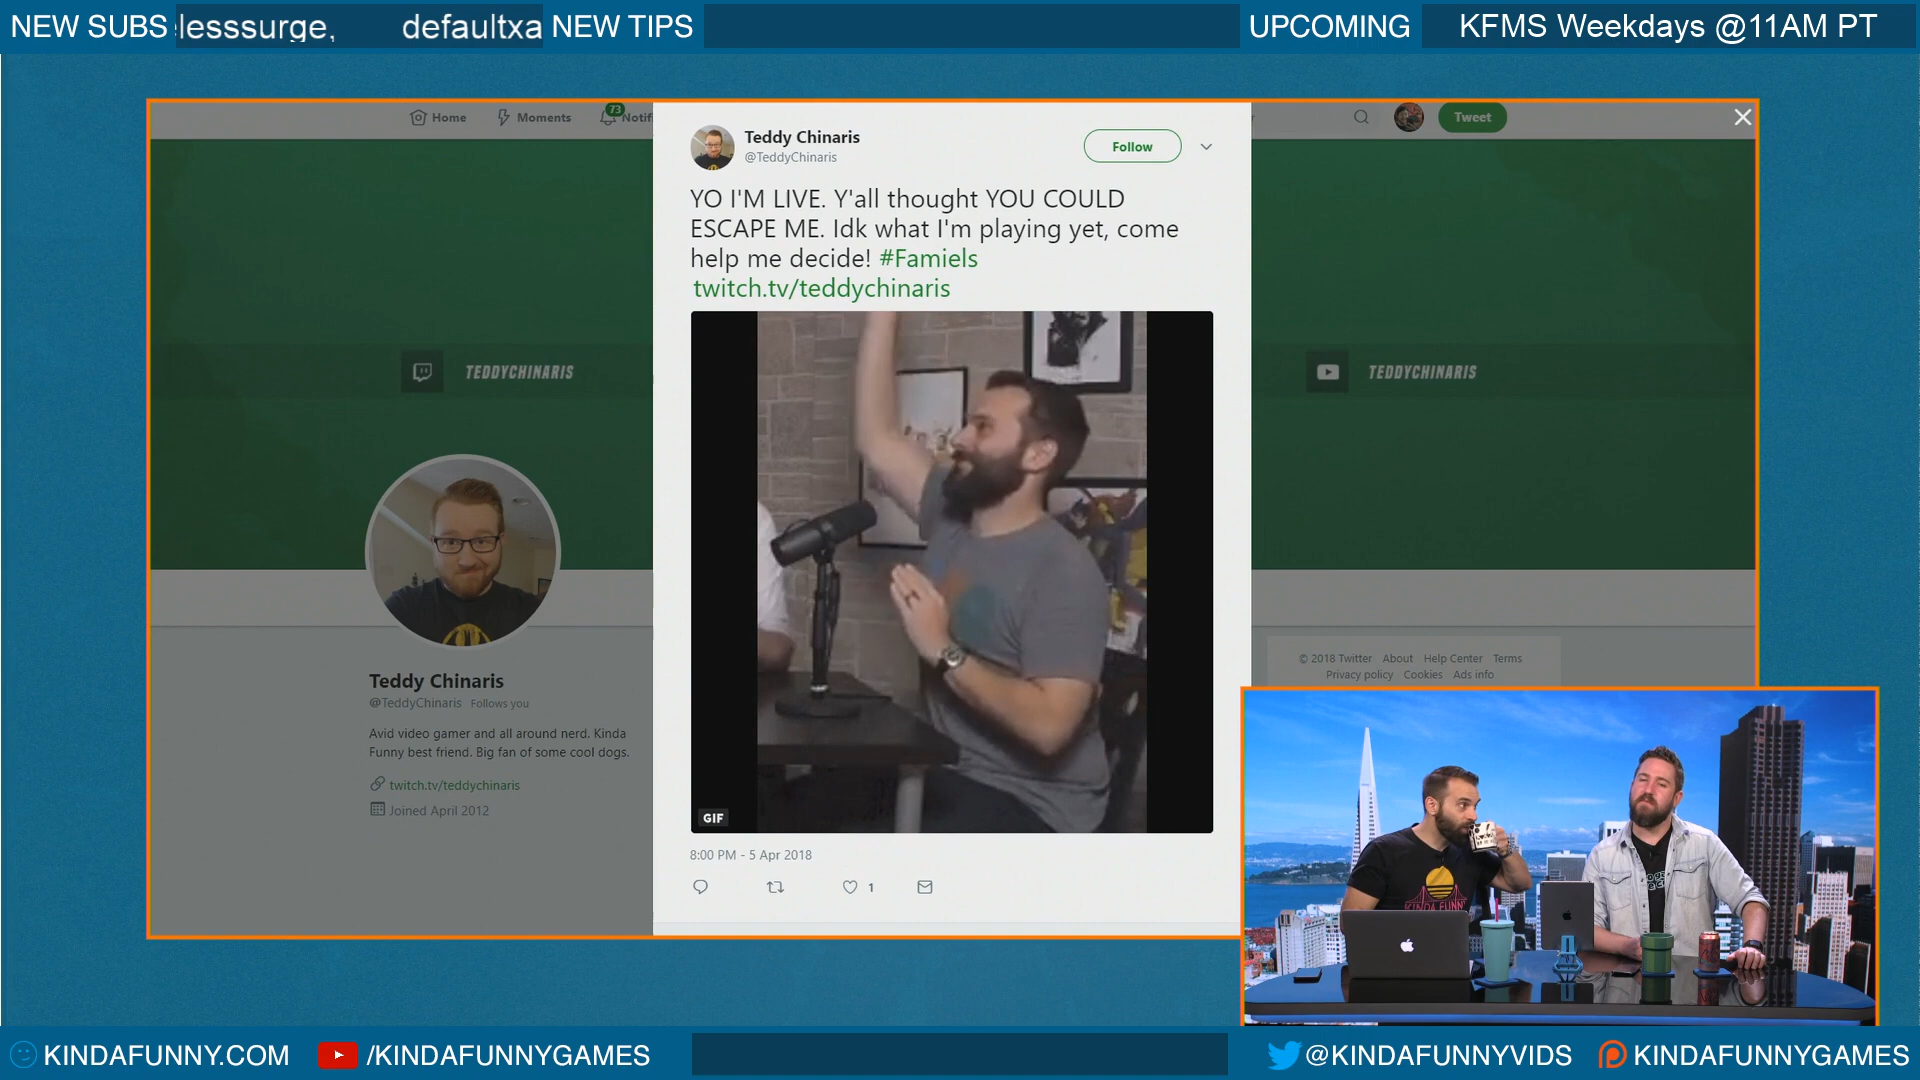 NEW SUBS
lesssurge,
defaultxa
NEW TIPS
UPCOMING
KFMS Weekdays @11AM PT
Home
Moments
73
Notif
Tweet
Teddy Chinaris
@TeddyChinaris
Follow
YO I'M LIVE. Y'all thought YOU COULD
ESCAPE ME. Idk what I'm playing yet, come
help me decide! #Famiels
twitch.tv/teddychinaris
TEDDYCHINARIS
TEDDYCHINARIS
GIF
8:00 PM - 5 Apr 2018
1
Teddy Chinaris
@TeddyChinaris Follows you
Avid video gamer and all around nerd. Kinda
Funny best friend. Big fan of some cool dogs.
twitch.tv/teddychinaris
Joined April 2012
© 2018 Twitter About Help Center Terms
Privacy policy Cookies Ads info
KINDA FUNNY
KINDAFUNNY.COM
/KINDAFUNNYGAMES
@KINDAFUNNYVIDS
KINDAFUNNYGAMES